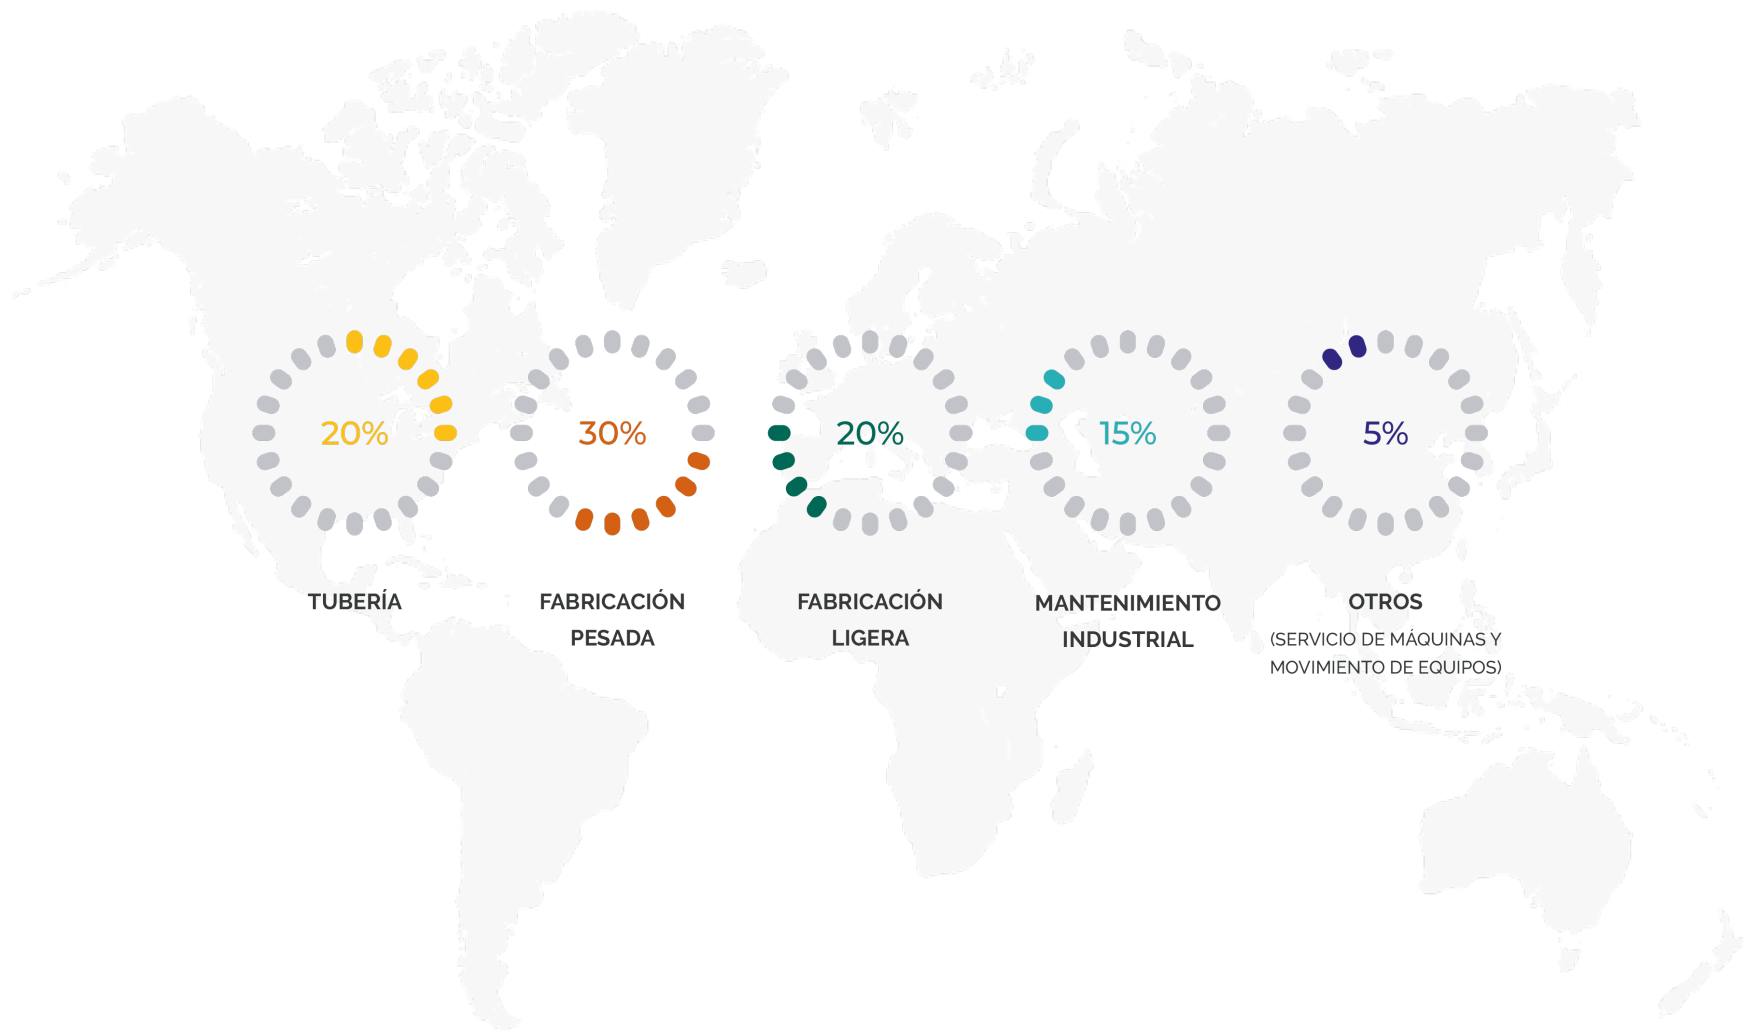 20%
30%
20%
15%
5%
TUBERÍA
FABRICACIÓN
PESADA
FABRICACIÓN
LIGERA
MANTENIMIENTO
INDUSTRIAL
OTROS
(SERVICIO DE MÁQUINAS Y
MOVIMIENTO DE EQUIPOS)